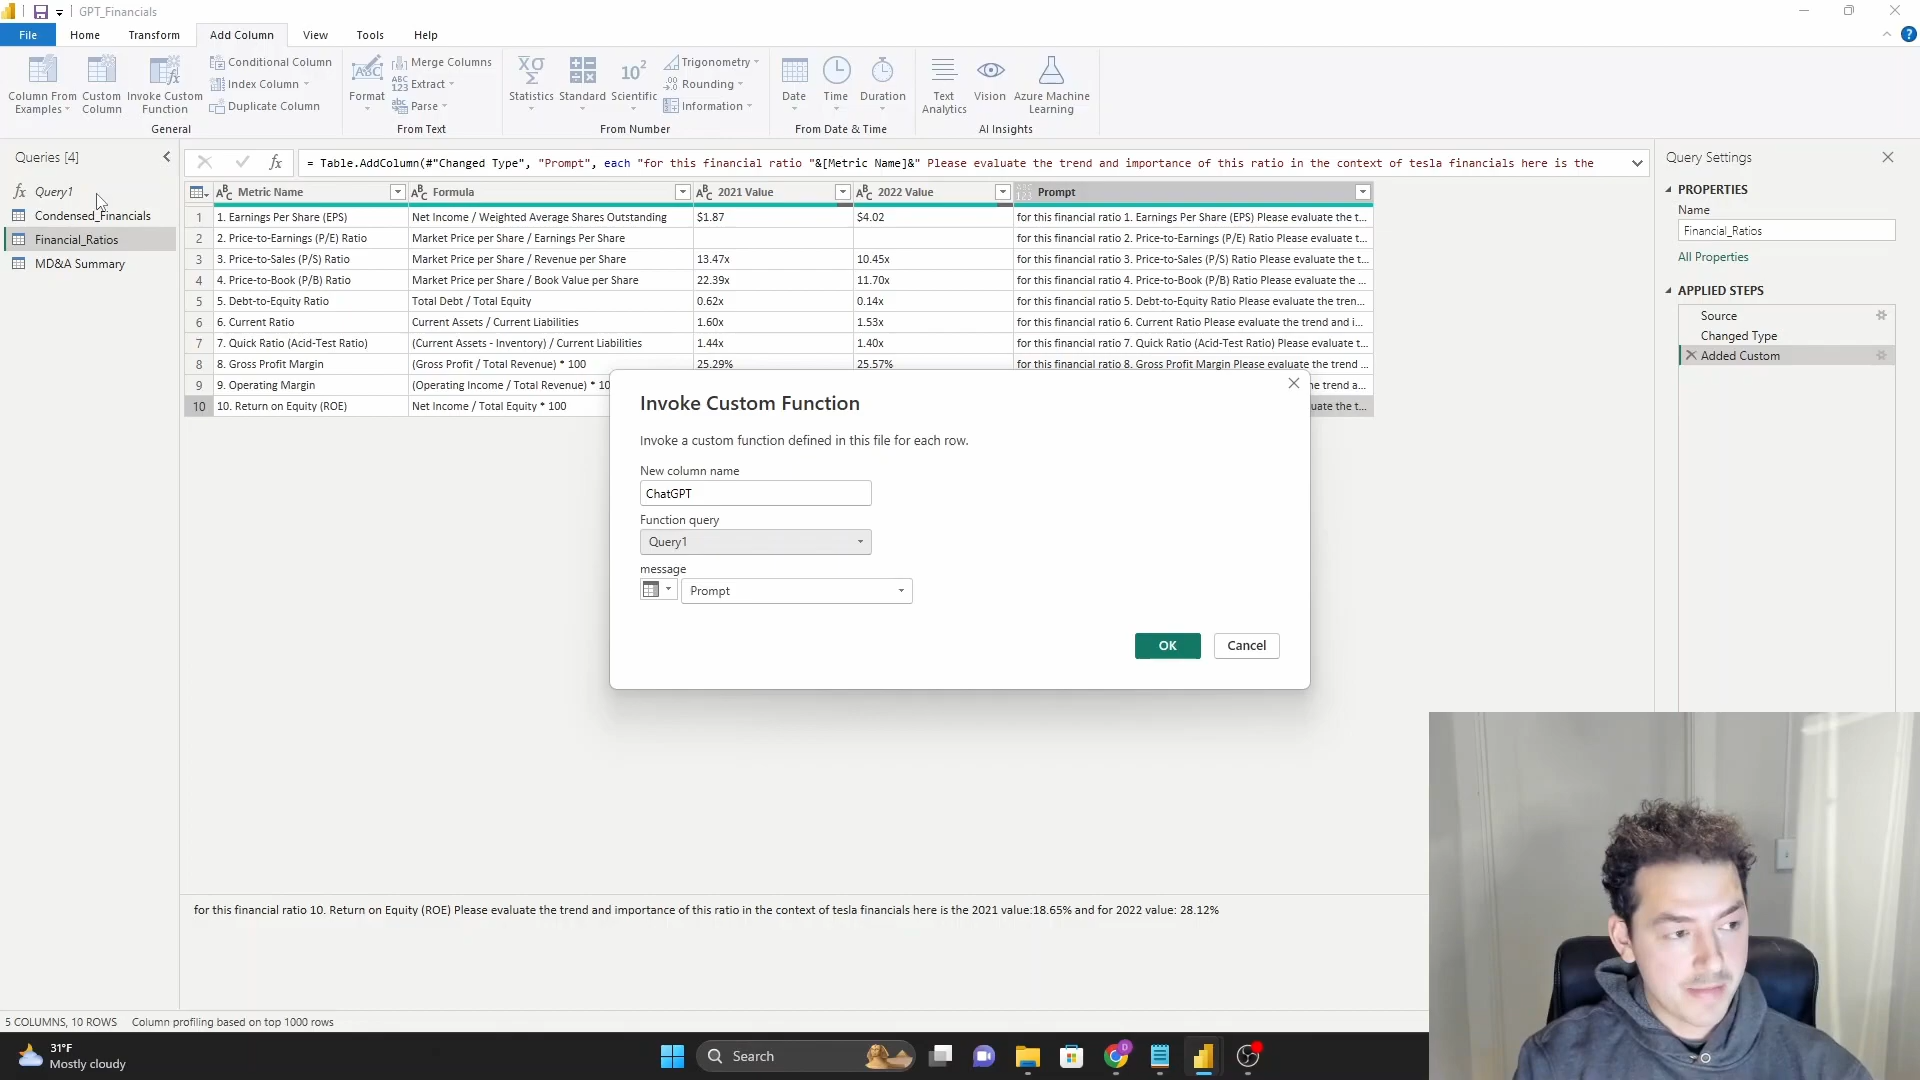 GPT_Financials
File Home Transform Add Column View Tools Help
Column From Examples
Custom Column
Invoke Custom Function
Conditional Column
Index Column
Duplicate Column
General
Format
Merge Columns
Extract
Parse
From Text
Statistics
Standard
Scientific
Trigonometry
Rounding
Information
From Number
Date
Time
Duration
From Date & Time
Text Analytics
Vision
Azure Machine Learning
AI Insights
Queries [4]
Query1
Condensed_Financials
Financial_Ratios
MD&A Summary
= Table.AddColumn(#"Changed Type", "Prompt", each "for this financial ratio "&[Metric Name]&" Please evaluate the trend and importance of this ratio in the context of tesla financials here is the
Metric Name Formula 2021 Value 2022 Value Prompt
1 1. Earnings Per Share (EPS) Net Income / Weighted Average Shares Outstanding $1.87 $4.02 for this financial ratio 1. Earnings Per Share (EPS) Please evaluate the t...
2 2. Price-to-Earnings (P/E) Ratio Market Price per Share / Earnings Per Share for this financial ratio 2. Price-to-Earnings (P/E) Ratio Please evaluate t...
3 3. Price-to-Sales (P/S) Ratio Market Price per Share / Revenue per Share 13.47x 10.45x for this financial ratio 3. Price-to-Sales (P/S) Ratio Please evaluate the...
4 4. Price-to-Book (P/B) Ratio Market Price per Share / Book Value per Share 22.39x 11.70x for this financial ratio 4. Price-to-Book (P/B) Ratio Please evaluate the...
5 5. Debt-to-Equity Ratio Total Debt / Total Equity 0.62x 0.14x for this financial ratio 5. Debt-to-Equity Ratio Please evaluate the tren...
6 6. Current Ratio Current Assets / Current Liabilities 1.60x 1.53x for this financial ratio 6. Current Ratio Please evaluate the trend and i...
7 7. Quick Ratio (Acid-Test Ratio) (Current Assets - Inventory) / Current Liabilities 1.44x 1.40x for this financial ratio 7. Quick Ratio (Acid-Test Ratio) Please evaluate t...
8 8. Gross Profit Margin (Gross Profit / Total Revenue) * 100 25.29% 25.57% for this financial ratio 8. Gross Profit Margin Please evaluate the trend ...
9 9. Operating Margin (Operating Income / Total Revenue) * 10 he trend a...
10 10. Return on Equity (ROE) Net Income / Total Equity * 100 uate the t...
Invoke Custom Function
Invoke a custom function defined in this file for each row.
New column name
ChatGPT
Function query
Query1
message
Prompt
OK Cancel
Query Settings
PROPERTIES
Name
Financial_Ratios
All Properties
APPLIED STEPS
Source
Changed Type
Added Custom
for this financial ratio 10. Return on Equity (ROE) Please evaluate the trend and importance of this ratio in the context of tesla financials here is the 2021 value:18.65% and for 2022 value: 28.12%
5 COLUMNS, 10 ROWS Column profiling based on top 1000 rows
31°F
Mostly cloudy
Search